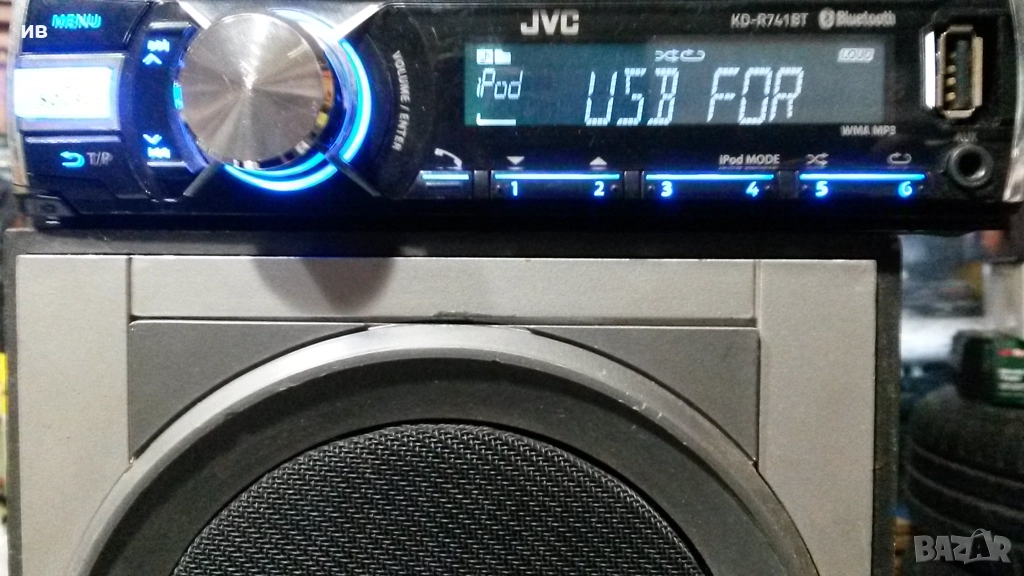 ив
MENU
JVC
KD-R741BT Bluetooth
iPod
USB FOR
LOUD
VOLUME / ENTER
WMA MP3
AUX
T/P
iPod MODE
1 2 3 4 5 6
BAZAR